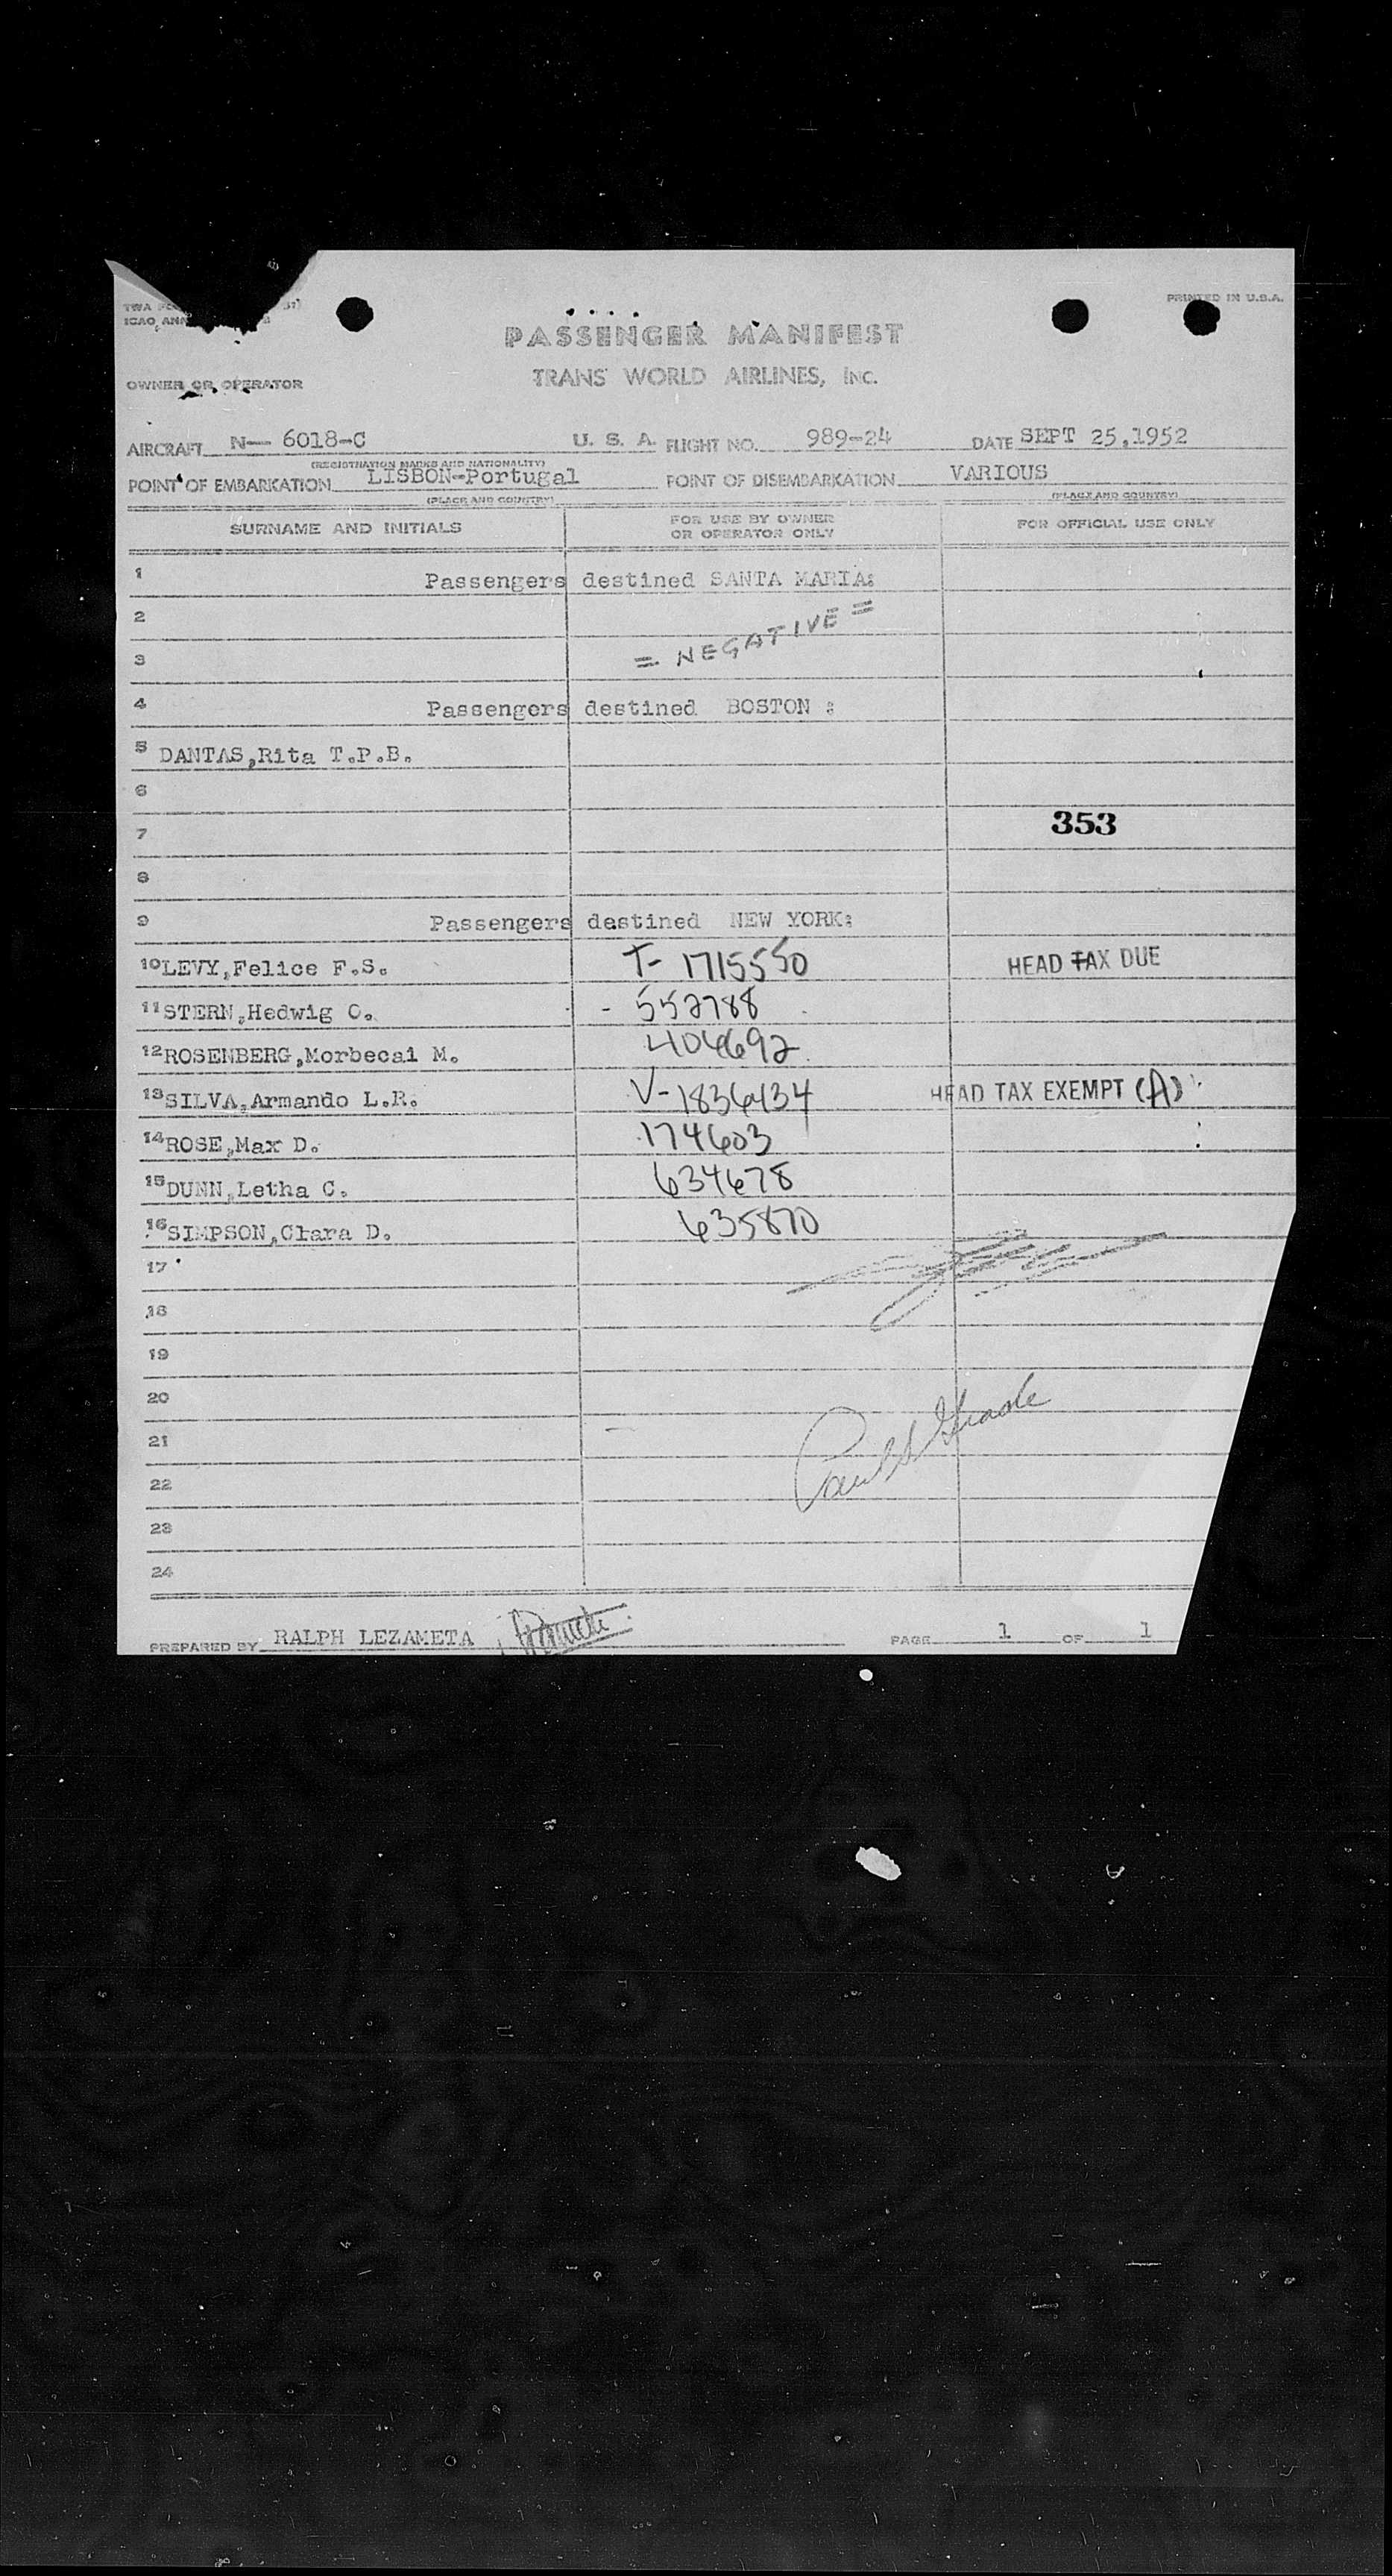 PRINTED IN U.S.A.
PASSENGER MANIFEST
TRANS WORLD AIRLINES, INC.
OWNER OR OPERATOR
AIRCRAFT N— 6018-C U. S. A. FLIGHT NO. 989-24 DATE SEPT 25,1952
(REGISTRATION MARKS AND NATIONALITY)
POINT OF EMBARKATION LISBON-Portugal POINT OF DISEMBARKATION VARIOUS
(PLACE AND COUNTRY) (PLACE AND COUNTRY)
SURNAME AND INITIALS FOR USE BY OWNER OR OPERATOR ONLY FOR OFFICIAL USE ONLY
1 Passengers destined SANTA MARIA:
2 = NEGATIVE =
3
4 Passengers destined BOSTON :
5 DANTAS,Rita T.P.B.
6
7 353
8
9 Passengers destined NEW YORK:
10 LEVY,Felice F.S. T- 1715550 HEAD TAX DUE
11 STERN,Hedwig O. - 552788
12 ROSENBERG,Morbecai M. 404692
13 SILVA,Armando L.R. V-1836434 HEAD TAX EXEMPT (A)
14 ROSE,Max D. 174603
15 DUNN,Letha C. 634678
16 SIMPSON,Clara D. 635870
17
18
19
20
21
22
23
24
PREPARED BY RALPH LEZAMETA PAGE 1 OF 1